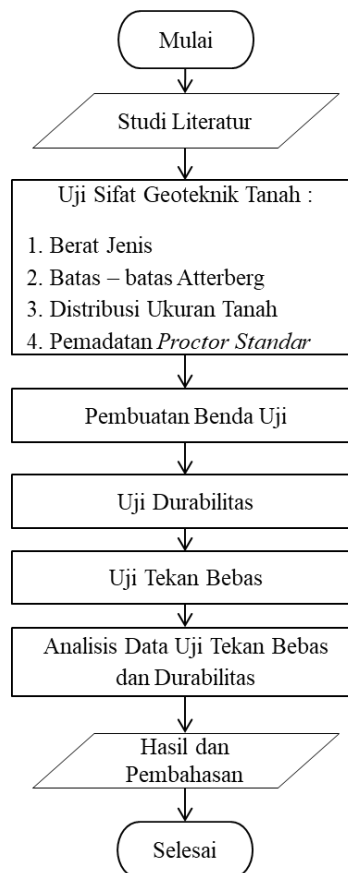 Mulai
Studi Literatur
Uji Sifat Geoteknik Tanah :
1. Berat Jenis
2. Batas – batas Atterberg
3. Distribusi Ukuran Tanah
4. Pemadatan Proctor Standar
Pembuatan Benda Uji
Uji Durabilitas
Uji Tekan Bebas
Analisis Data Uji Tekan Bebas
dan Durabilitas
Hasil dan
Pembahasan
Selesai